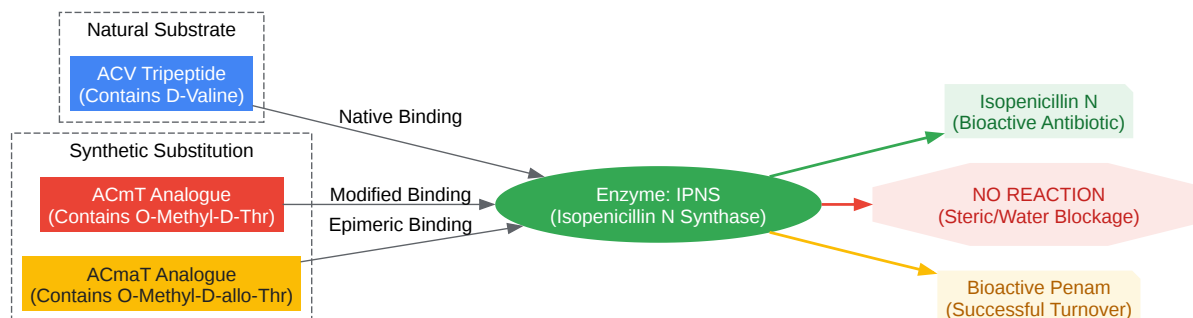 Natural Substrate
ACV Tripeptide
(Contains D-Valine)
Synthetic Substitution
ACmT Analogue
(Contains O-Methyl-D-Thr)
ACmaT Analogue
(Contains O-Methyl-D-allo-Thr)
Native Binding
Modified Binding
Epimeric Binding
Enzyme: IPNS
(Isopenicillin N Synthase)
Isopenicillin N
(Bioactive Antibiotic)
NO REACTION
(Steric/Water Blockage)
Bioactive Penam
(Successful Turnover)